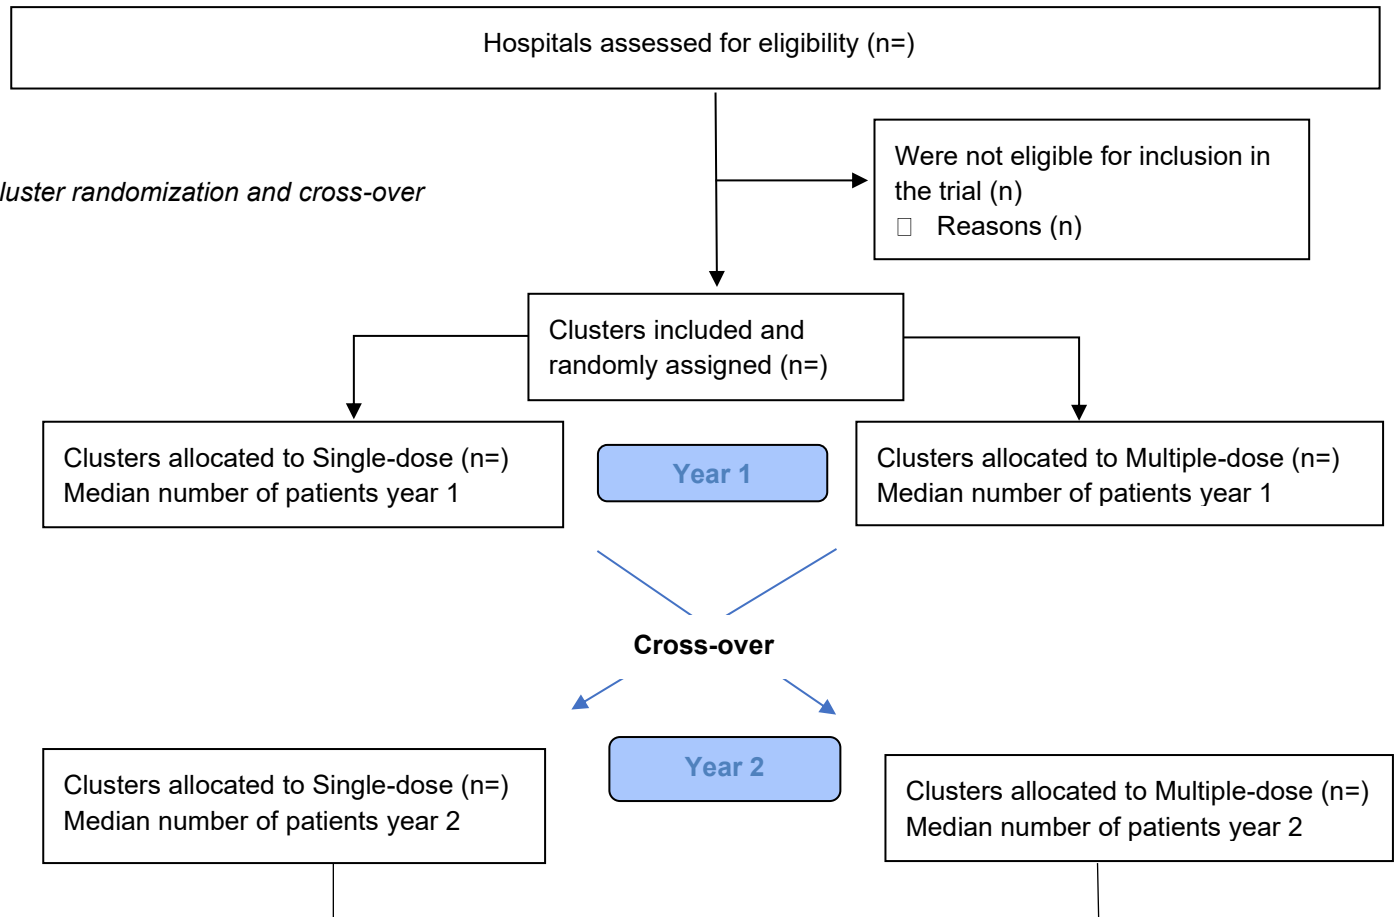 Hospitals assessed for eligibility (n=)
Were not eligible for inclusion in
the trial (n)
Reasons (n)
luster randomization and cross-over
Clusters included and
randomly assigned (n=)
Clusters allocated to Single-dose (n=)
Median number of patients year 1
Year 1
Clusters allocated to Multiple-dose (n=)
Median number of patients year 1
Cross-over
Clusters allocated to Single-dose (n=)
Median number of patients year 2
Year 2
Clusters allocated to Multiple-dose (n=)
Median number of patients year 2